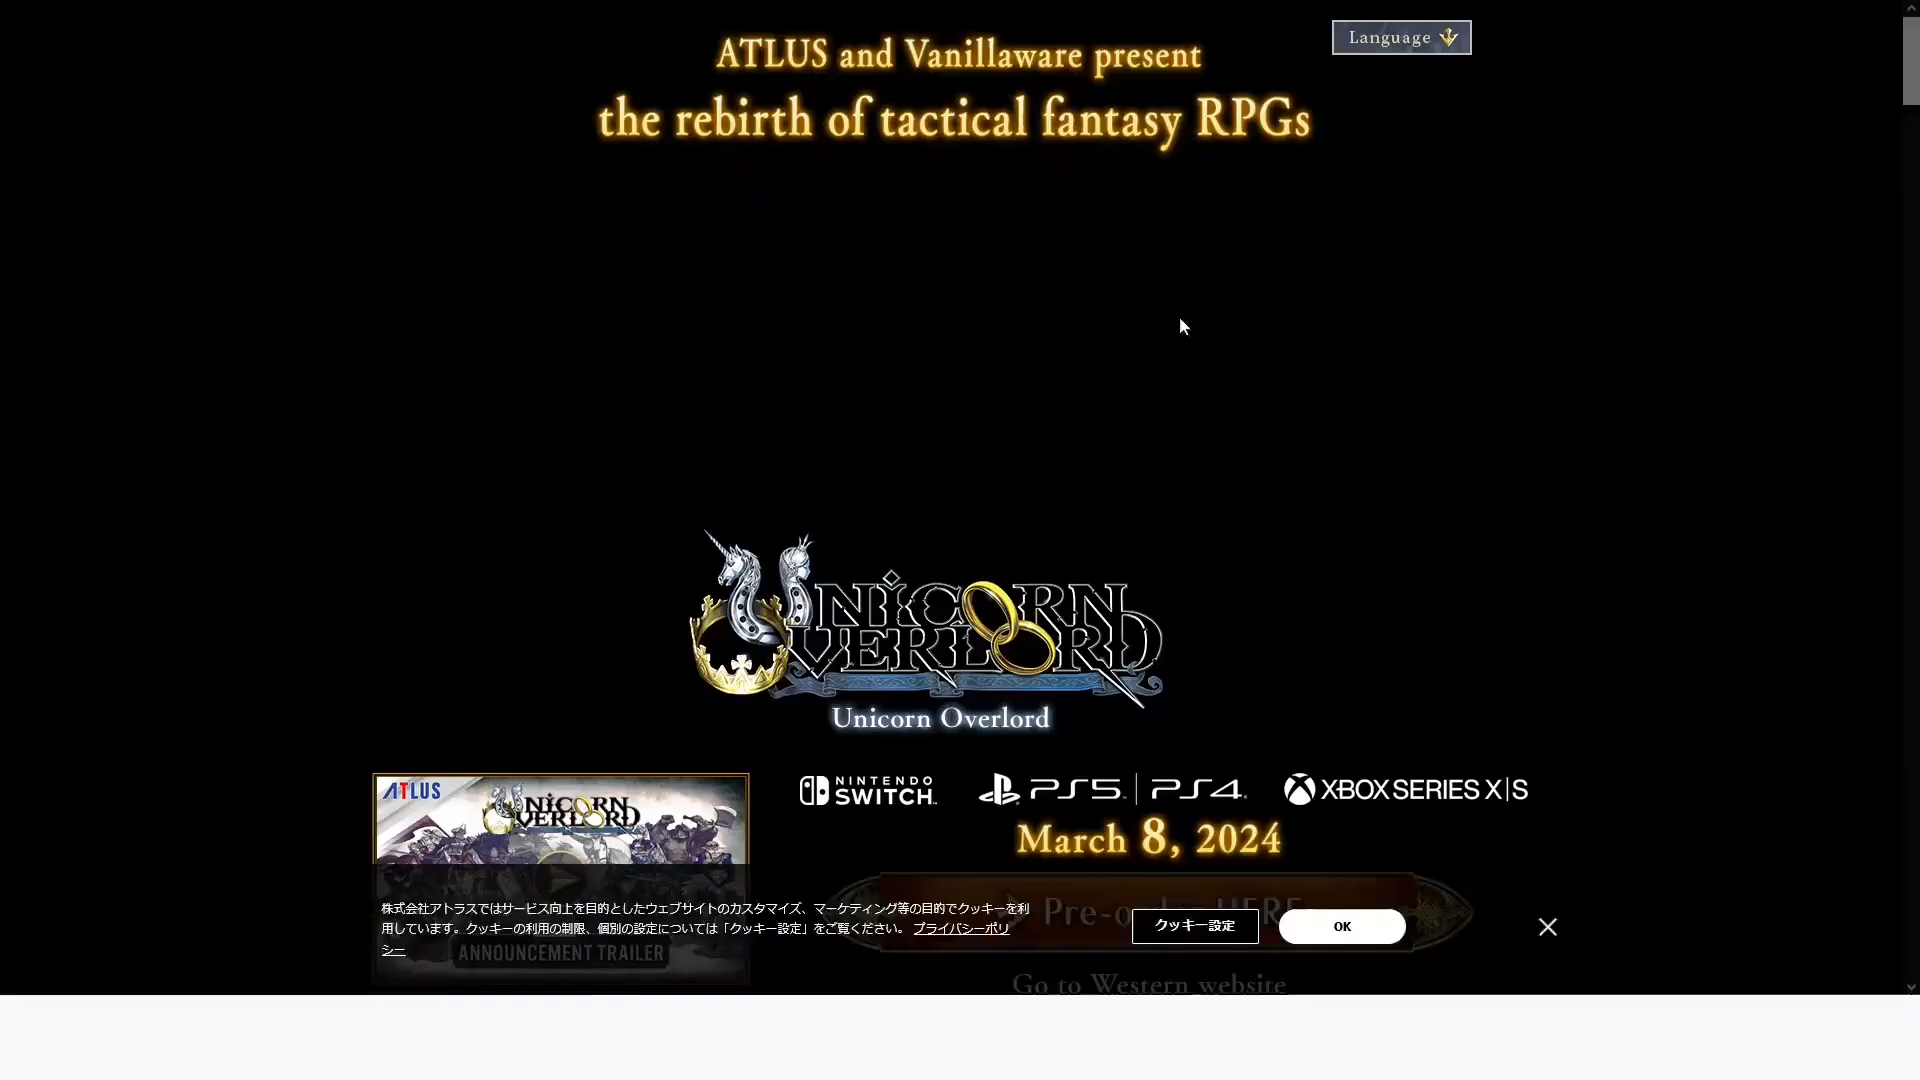 ATLUS and Vanillaware present
Language
the rebirth of tactical fantasy RPGs
UNICORN
OVERLORD
Unicorn Overlord
ATLUS
UNICORN
OVERLORD
NINTENDO
SWITCH™
PS5™ | PS4™
XBOX SERIES X|S
March 8, 2024
Pre-order HERE
株式会社アトラスではサービス向上を目的としたウェブサイトのカスタマイズ、マーケティング等の目的でクッキーを利
用しています。クッキーの利用の制限、個別の設定については「クッキー設定」をご覧ください。 プライバシーポリ
シー
クッキー設定
OK
ANNOUNCEMENT TRAILER
Go to Western website